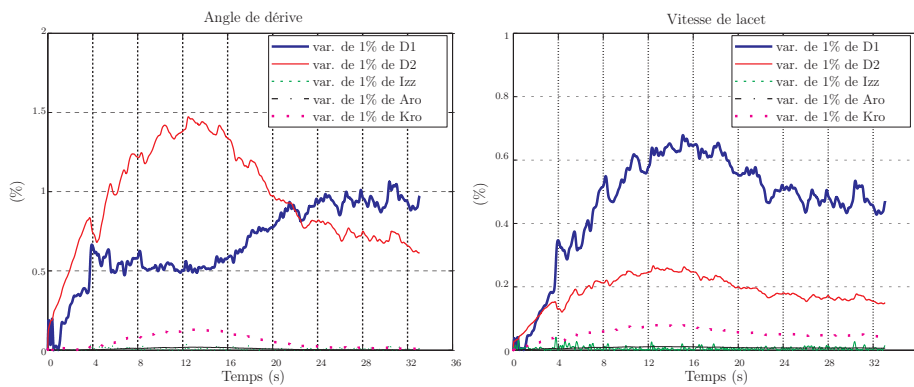 Angle de dérive
2
1.5
1
0.5
0
(%)
0
4
8
12
16
20
24
28
32
36
Temps (s)
var. de 1% de D1
var. de 1% de D2
var. de 1% de Izz
var. de 1% de Aro
var. de 1% de Kro
Vitesse de lacet
1
0.8
0.6
0.4
0.2
0
(%)
0
4
8
12
16
20
24
28
32
36
Temps (s)
var. de 1% de D1
var. de 1% de D2
var. de 1% de Izz
var. de 1% de Aro
var. de 1% de Kro